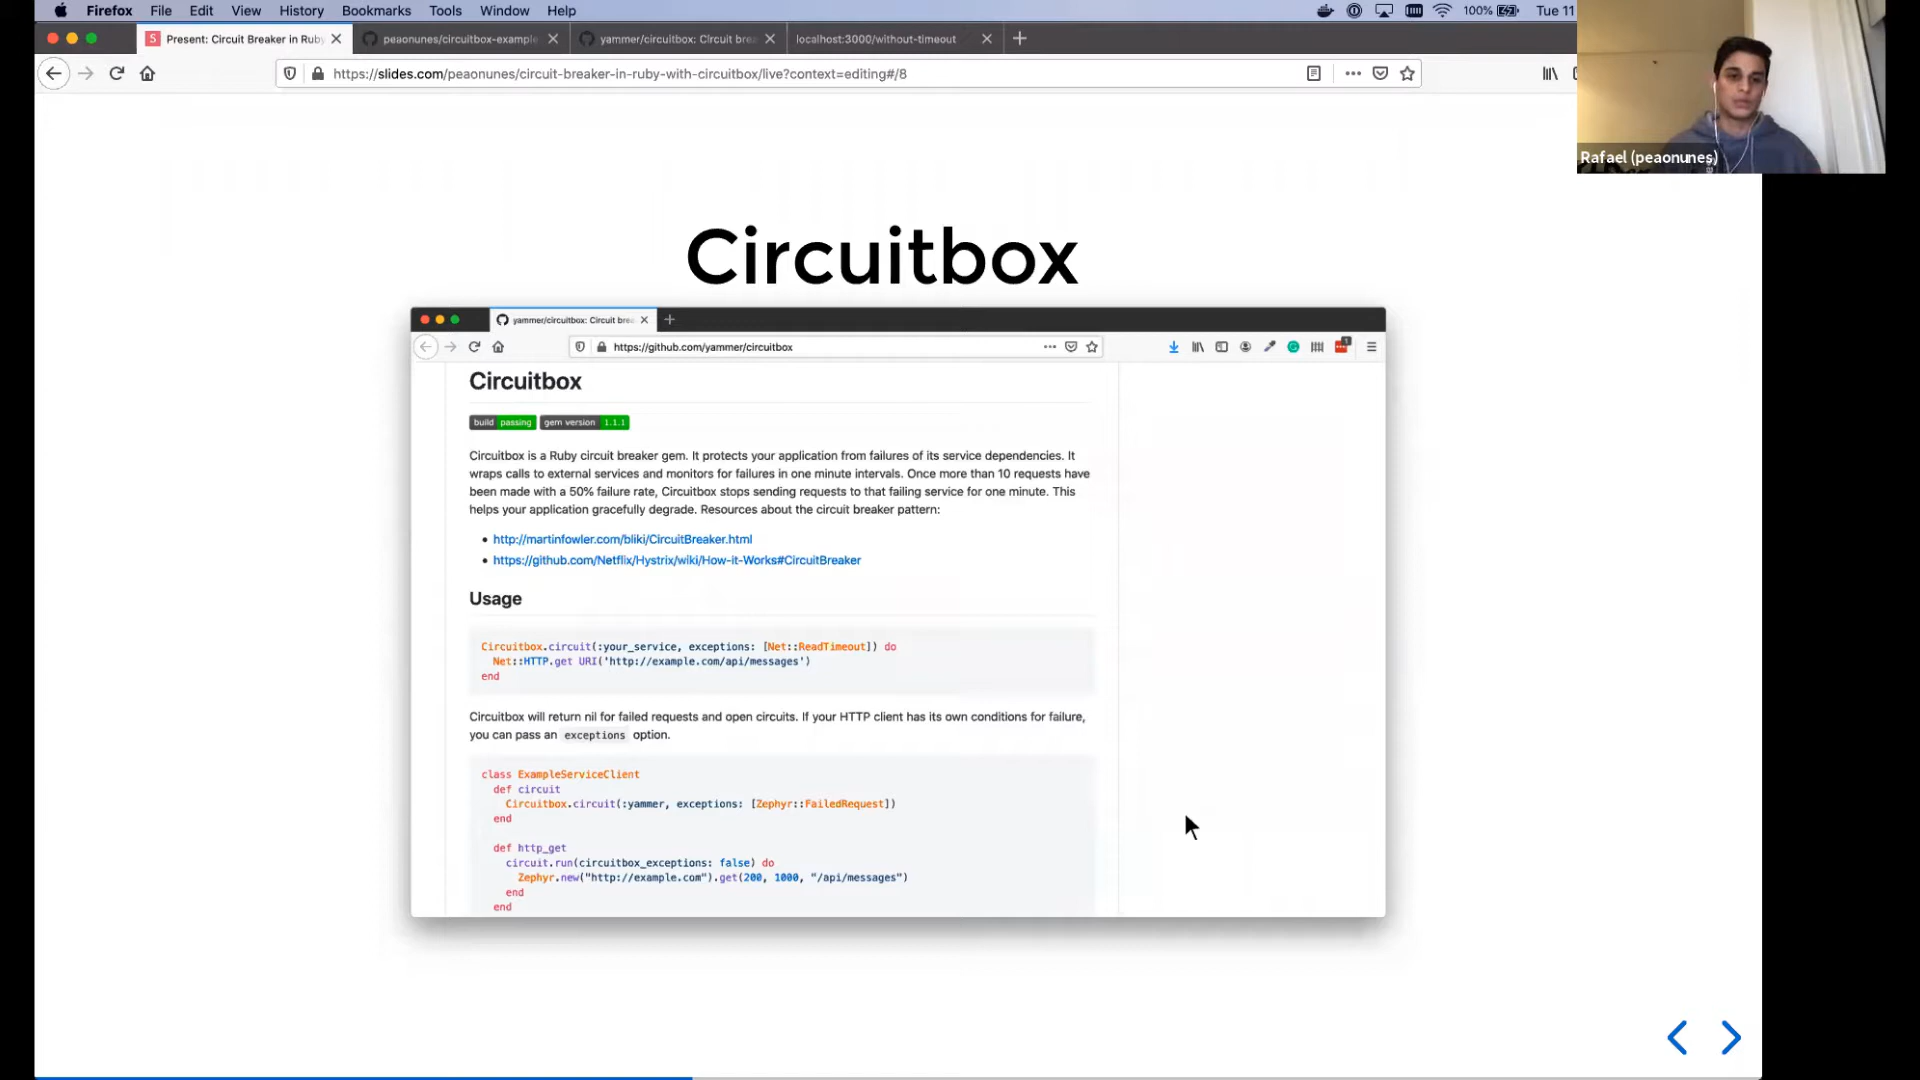 Firefox File Edit View History Bookmarks Tools Window Help 100% Tue 11
Present: Circuit Breaker in Ruby
peaonunes/circuitbox-example
yammer/circuitbox: Circuit brea
localhost:3000/without-timeout
https://slides.com/peaonunes/circuit-breaker-in-ruby-with-circuitbox/live?context=editing#/8
Rafael (peaonunes)
Circuitbox
yammer/circuitbox: Circuit brea
https://github.com/yammer/circuitbox
1
Circuitbox
build passing gem version 1.1.1
Circuitbox is a Ruby circuit breaker gem. It protects your application from failures of its service dependencies. It
wraps calls to external services and monitors for failures in one minute intervals. Once more than 10 requests have
been made with a 50% failure rate, Circuitbox stops sending requests to that failing service for one minute. This
helps your application gracefully degrade. Resources about the circuit breaker pattern:
• http://martinfowler.com/bliki/CircuitBreaker.html
• https://github.com/Netflix/Hystrix/wiki/How-it-Works#CircuitBreaker
Usage
Circuitbox.circuit(:your_service, exceptions: [Net::ReadTimeout]) do
Net::HTTP.get URI('http://example.com/api/messages')
end
Circuitbox will return nil for failed requests and open circuits. If your HTTP client has its own conditions for failure,
you can pass an exceptions option.
class ExampleServiceClient
def circuit
Circuitbox.circuit(:yammer, exceptions: [Zephyr::FailedRequest])
end
def http_get
circuit.run(circuitbox_exceptions: false) do
Zephyr.new("http://example.com").get(200, 1000, "/api/messages")
end
end